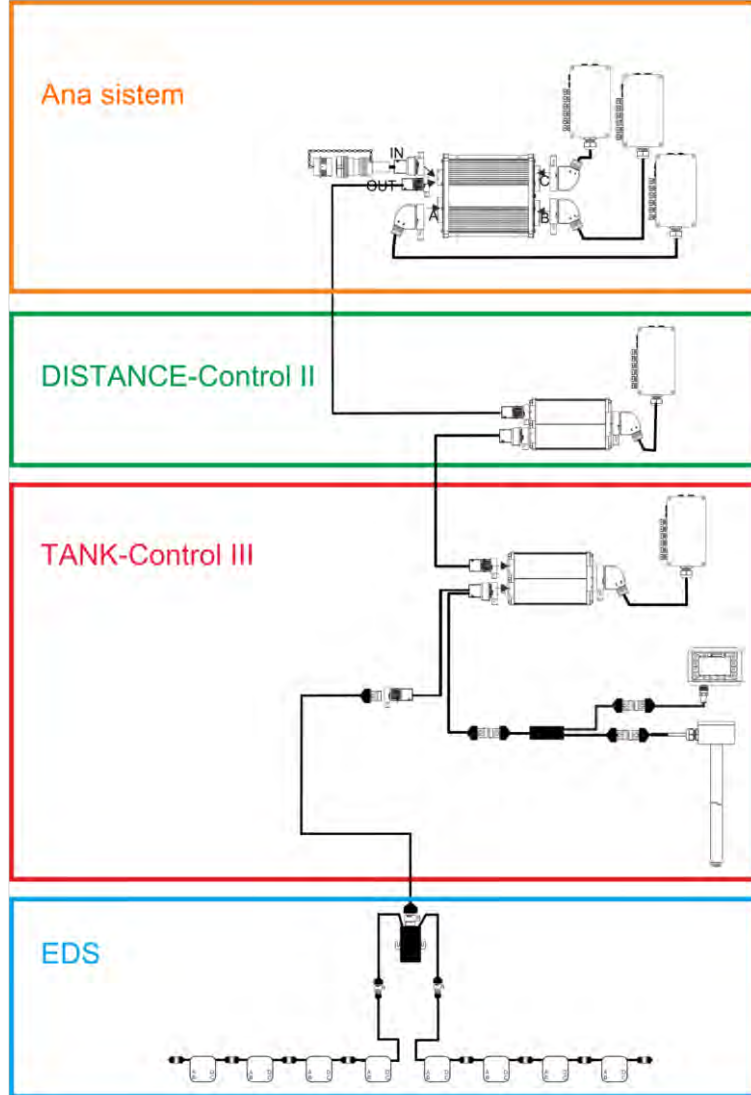 Ana sistem
IN
OUT
C
A
B
DISTANCE-Control II
TANK-Control III
EDS